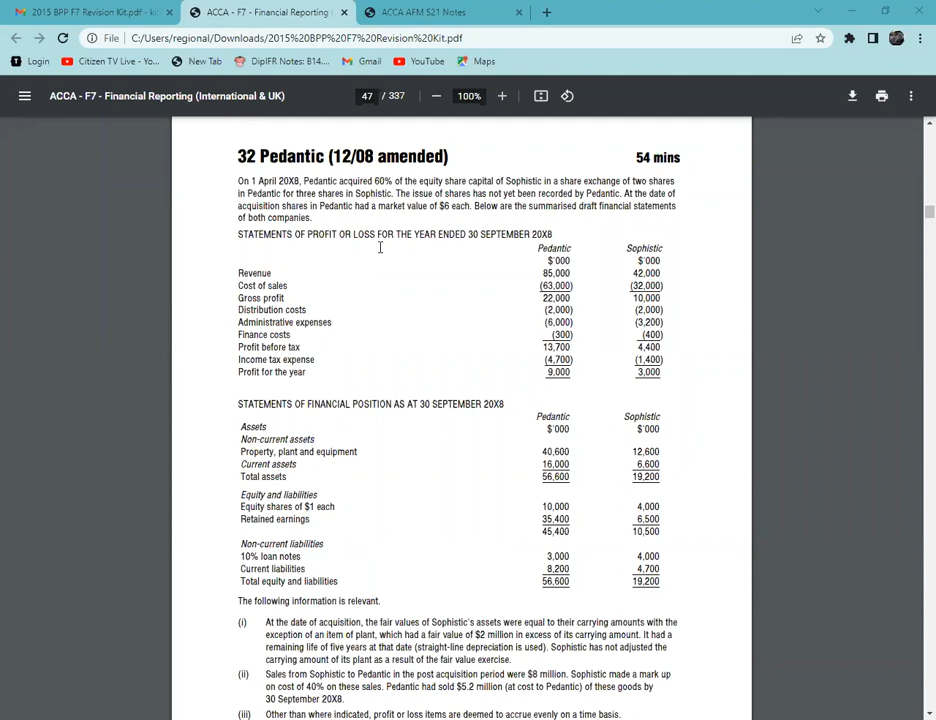 2015 BPP F7 Revision Kit.pdf - ki
ACCA - F7 - Financial Reporting
ACCA AFM S21 Notes
File C:/Users/regional/Downloads/2015%20BPP%20F7%20Revision%20Kit.pdf
Login Citizen TV Live - Yo... New Tab DipIFR Notes: B14.... Gmail YouTube Maps
ACCA - F7 - Financial Reporting (International & UK) 47 / 337 100%
32 Pedantic (12/08 amended) 54 mins
On 1 April 20X8, Pedantic acquired 60% of the equity share capital of Sophistic in a share exchange of two shares
in Pedantic for three shares in Sophistic. The issue of shares has not yet been recorded by Pedantic. At the date of
acquisition shares in Pedantic had a market value of $6 each. Below are the summarised draft financial statements
of both companies.
STATEMENTS OF PROFIT OR LOSS FOR THE YEAR ENDED 30 SEPTEMBER 20X8
Pedantic Sophistic
$'000 $'000
Revenue 85,000 42,000
Cost of sales (63,000) (32,000)
Gross profit 22,000 10,000
Distribution costs (2,000) (2,000)
Administrative expenses (6,000) (3,200)
Finance costs (300) (400)
Profit before tax 13,700 4,400
Income tax expense (4,700) (1,400)
Profit for the year 9,000 3,000
STATEMENTS OF FINANCIAL POSITION AS AT 30 SEPTEMBER 20X8
Pedantic Sophistic
Assets $'000 $'000
Non-current assets
Property, plant and equipment 40,600 12,600
Current assets 16,000 6,600
Total assets 56,600 19,200
Equity and liabilities
Equity shares of $1 each 10,000 4,000
Retained earnings 35,400 6,500
45,400 10,500
Non-current liabilities
10% loan notes 3,000 4,000
Current liabilities 8,200 4,700
Total equity and liabilities 56,600 19,200
The following information is relevant.
(i) At the date of acquisition, the fair values of Sophistic's assets were equal to their carrying amounts with the
exception of an item of plant, which had a fair value of $2 million in excess of its carrying amount. It had a
remaining life of five years at that date (straight-line depreciation is used). Sophistic has not adjusted the
carrying amount of its plant as a result of the fair value exercise.
(ii) Sales from Sophistic to Pedantic in the post acquisition period were $8 million. Sophistic made a mark up
on cost of 40% on these sales. Pedantic had sold $5.2 million (at cost to Pedantic) of these goods by
30 September 20X8.
(iii) Other than where indicated, profit or loss items are deemed to accrue evenly on a time basis.